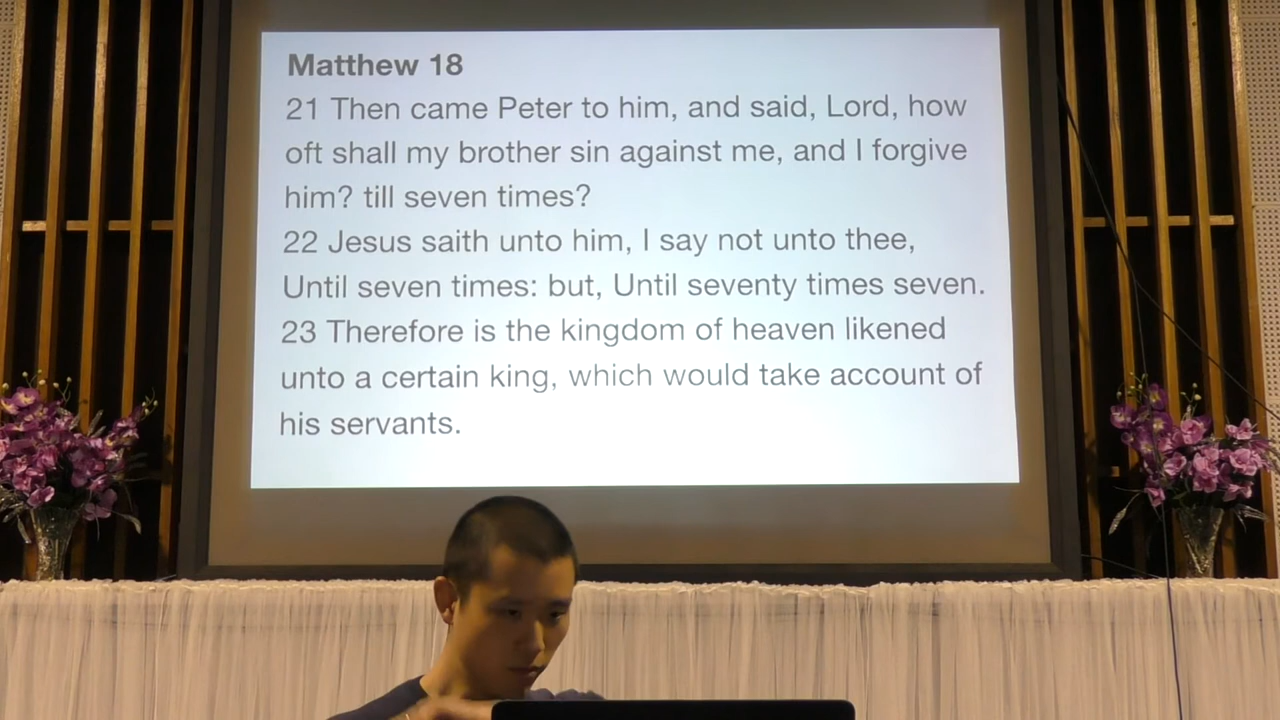 Matthew 18
21 Then came Peter to him, and said, Lord, how
oft shall my brother sin against me, and I forgive
him? till seven times?
22 Jesus saith unto him, I say not unto thee,
Until seven times: but, Until seventy times seven.
23 Therefore is the kingdom of heaven likened
unto a certain king, which would take account of
his servants.